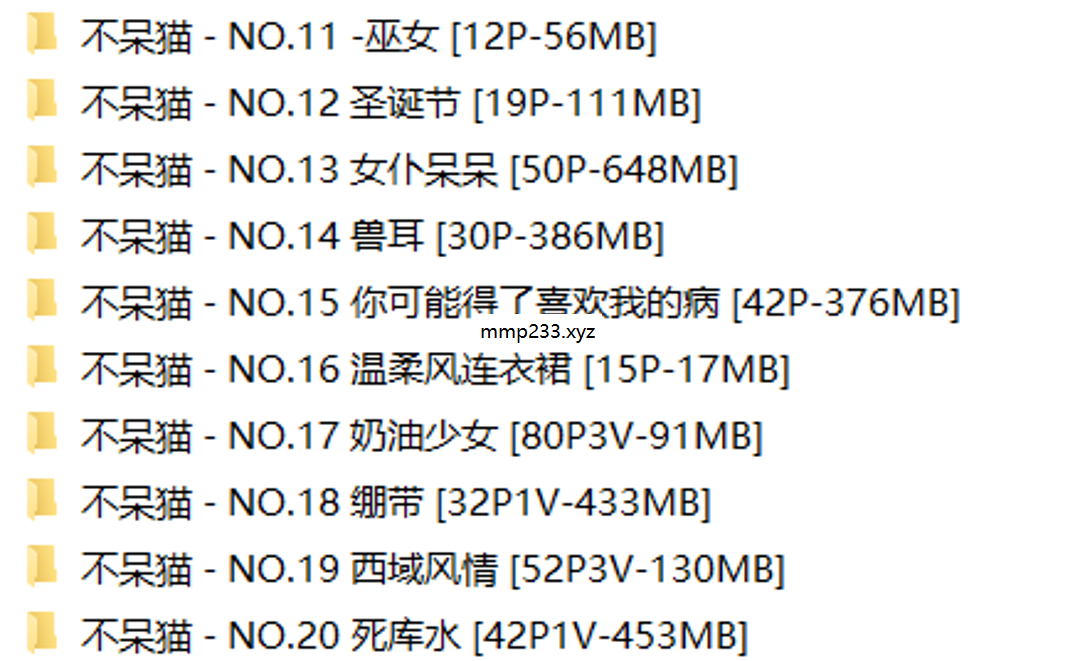 不呆猫 - NO.11 -巫女 [12P-56MB]
不呆猫 - NO.12 圣诞节 [19P-111MB]
不呆猫 - NO.13 女仆呆呆 [50P-648MB]
不呆猫 - NO.14 兽耳 [30P-386MB]
不呆猫 - NO.15 你可能得了喜欢我的病 [42P-376MB]
mmp233.xyz
不呆猫 - NO.16 温柔风连衣裙 [15P-17MB]
不呆猫 - NO.17 奶油少女 [80P3V-91MB]
不呆猫 - NO.18 绷带 [32P1V-433MB]
不呆猫 - NO.19 西域风情 [52P3V-130MB]
不呆猫 - NO.20 死库水 [42P1V-453MB]